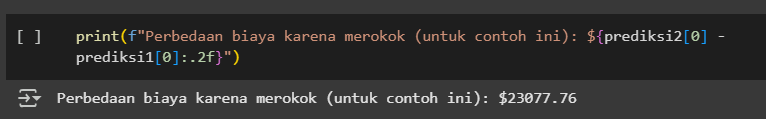 [ ] print(f"Perbedaan biaya karena merokok (untuk contoh ini): ${prediksi2[0] -
prediksi1[0]:.2f}")
Perbedaan biaya karena merokok (untuk contoh ini): $23077.76